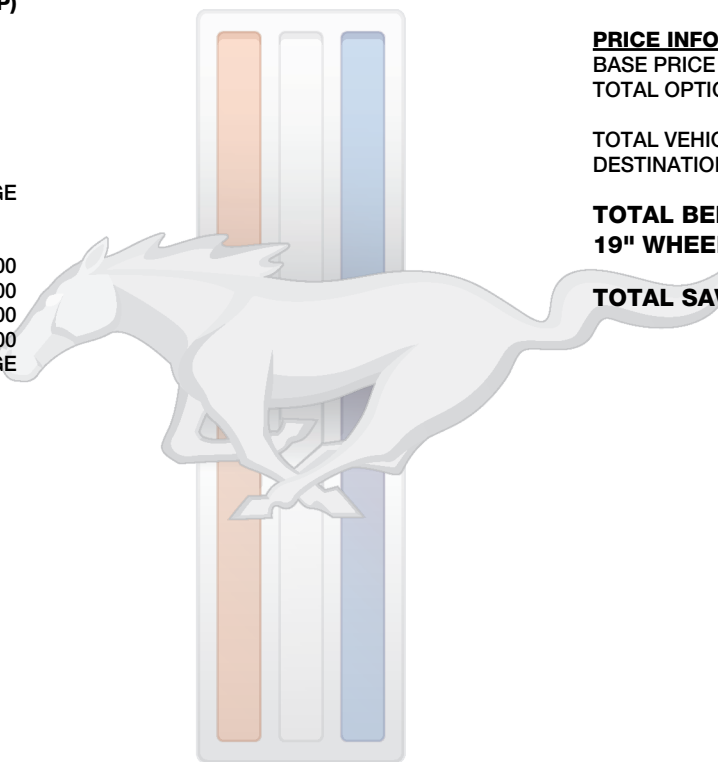 P)
GE
00
00
00
00
GE
PRICE INFO
BASE PRICE
TOTAL OPTIO
TOTAL VEHIC
DESTINATION
TOTAL BE
19" WHEE
TOTAL SAV